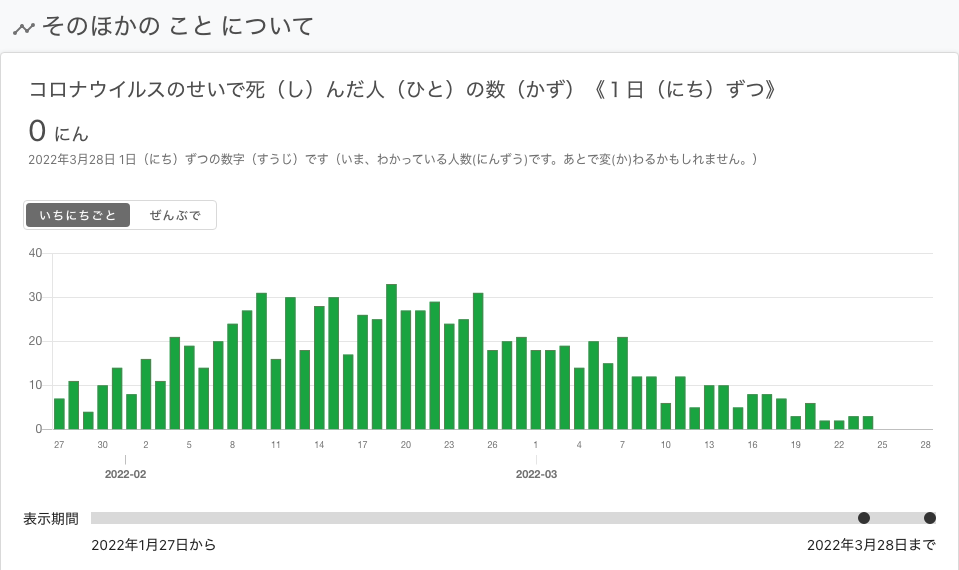 そのほかの こと について
コロナウイルスのせいで死（し）んだ人（ひと）の数（かず）《１日（にち）ずつ》
0 にん
2022年3月28日 1日（にち）ずつの数字（すうじ）です（いま、わかっている人数(にんずう)です。あとで変(か)わるかもしれません。）
いちにちごと ぜんぶで
40
30
20
10
0
27 30 2 5 8 11 14 17 20 23 26 1 4 7 10 13 16 19 22 25 28
2022-02 2022-03
表示期間
2022年1月27日から 2022年3月28日まで